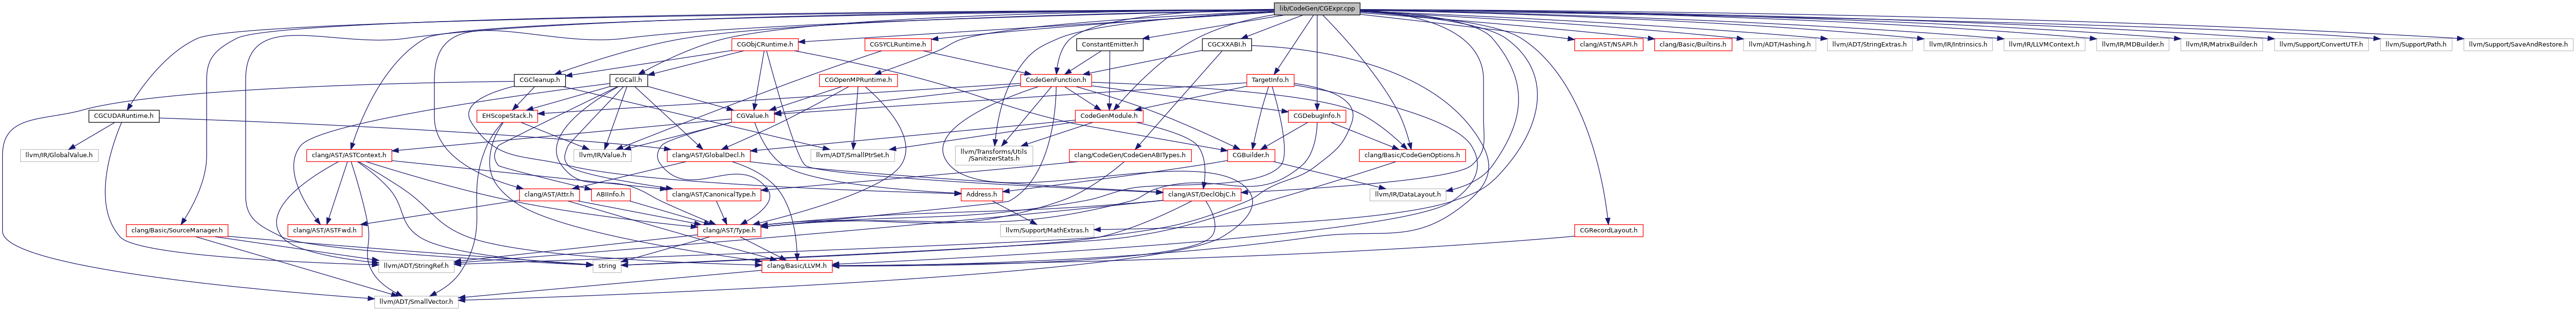 lib/CodeGen/CGExpr.cpp
CGObjCRuntime.h
CGSYCLRuntime.h
ConstantEmitter.h
CGCXXABI.h
clang/AST/NSAPI.h
clang/Basic/Builtins.h
llvm/ADT/Hashing.h
llvm/ADT/StringExtras.h
llvm/IR/Intrinsics.h
llvm/IR/LLVMContext.h
llvm/IR/MDBuilder.h
llvm/IR/MatrixBuilder.h
llvm/Support/ConvertUTF.h
llvm/Support/Path.h
llvm/Support/SaveAndRestore.h
CGCleanup.h
CGCall.h
CGOpenMPRuntime.h
CodeGenFunction.h
TargetInfo.h
CGCUDARuntime.h
EHScopeStack.h
CGValue.h
CodeGenModule.h
CGDebugInfo.h
llvm/IR/GlobalValue.h
clang/AST/ASTContext.h
llvm/IR/Value.h
clang/AST/GlobalDecl.h
llvm/ADT/SmallPtrSet.h
llvm/Transforms/Utils
/SanitizerStats.h
clang/CodeGen/CodeGenABITypes.h
CGBuilder.h
clang/Basic/CodeGenOptions.h
clang/AST/Attr.h
ABIInfo.h
clang/AST/CanonicalType.h
Address.h
clang/AST/DeclObjC.h
llvm/IR/DataLayout.h
clang/Basic/SourceManager.h
clang/AST/ASTFwd.h
clang/AST/Type.h
llvm/Support/MathExtras.h
CGRecordLayout.h
llvm/ADT/StringRef.h
string
clang/Basic/LLVM.h
llvm/ADT/SmallVector.h